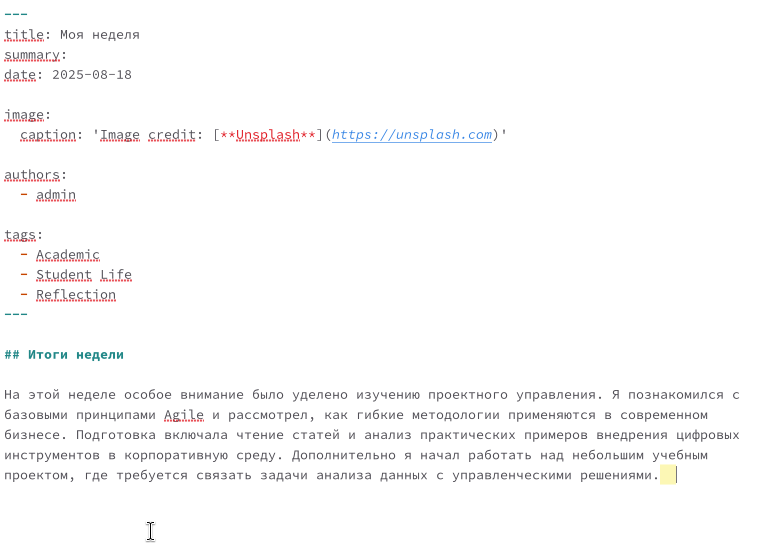 ---
title: Моя неделя
summary:
date: 2025-08-18
image:
  caption: 'Image credit: [**Unsplash**](https://unsplash.com)'
authors:
  - admin
tags:
  - Academic
  - Student Life
  - Reflection
---
## Итоги недели
На этой неделе особое внимание было уделено изучению проектного управления. Я познакомился с
базовыми принципами Agile и рассмотрел, как гибкие методологии применяются в современном
бизнесе. Подготовка включала чтение статей и анализ практических примеров внедрения цифровых
инструментов в корпоративную среду. Дополнительно я начал работать над небольшим учебным
проектом, где требуется связать задачи анализа данных с управленческими решениями.